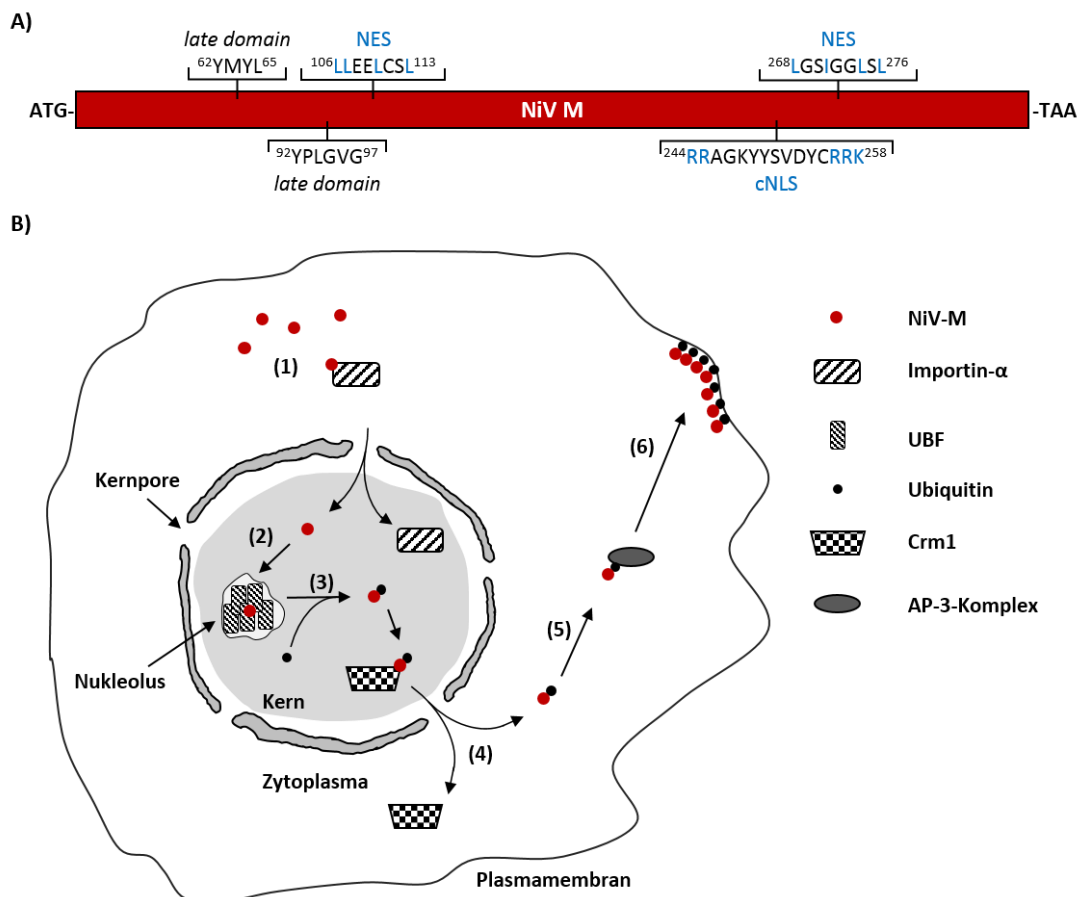 A)
late domain
⁶²YMYL⁶⁵
NES
¹⁰⁶LLEELCSL¹¹³
NES
²⁶⁸LGSIGGLSL²⁷⁶
ATG-
NiV M
-TAA
⁹²YPLGVG⁹⁷
late domain
²⁴⁴RRAGKYYSVDYCRRK²⁵⁸
cNLS
B)
(1)
Kernpore
(2)
(3)
Nukleolus
Kern
(4)
Zytoplasma
(5)
(6)
Plasmamembran
NiV-M
Importin-α
UBF
Ubiquitin
Crm1
AP-3-Komplex